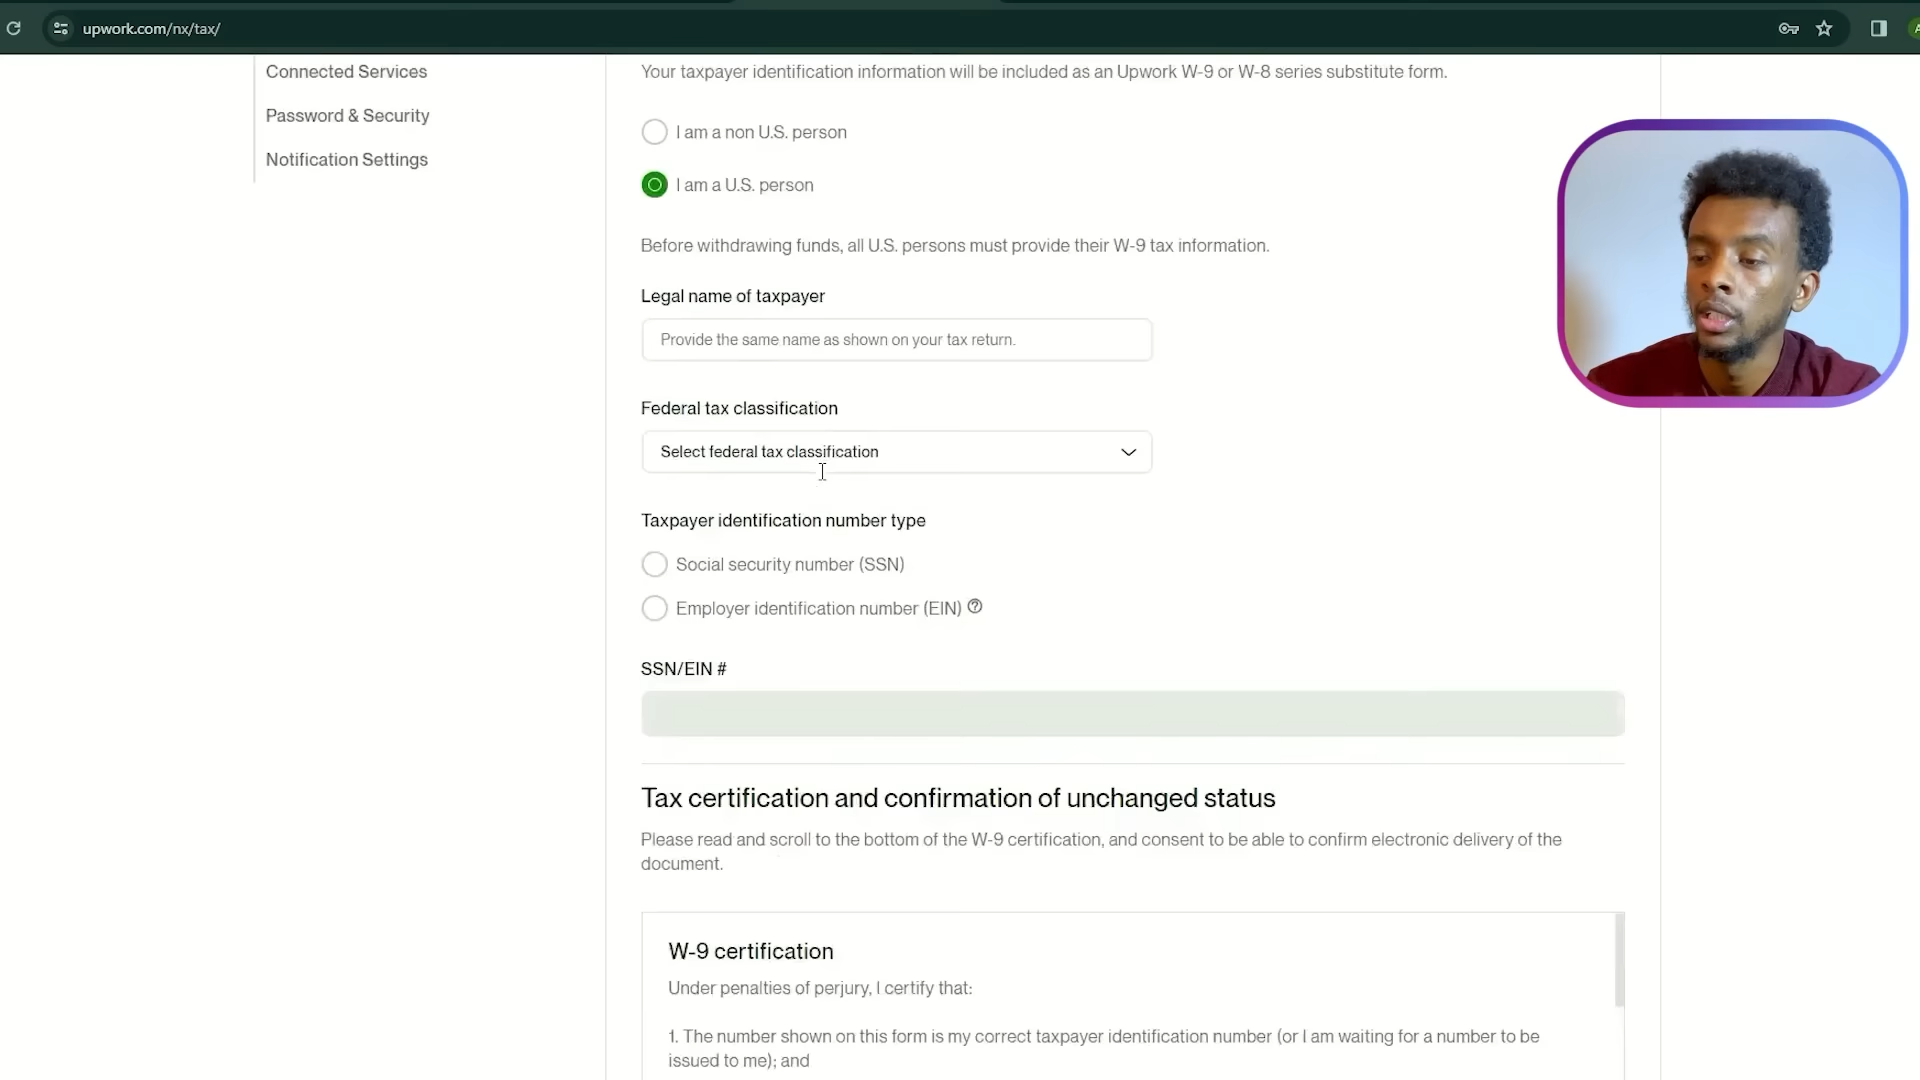 upwork.com/nx/tax/
Connected Services
Password & Security
Notification Settings
Your taxpayer identification information will be included as an Upwork W-9 or W-8 series substitute form.
I am a non U.S. person
I am a U.S. person
Before withdrawing funds, all U.S. persons must provide their W-9 tax information.
Legal name of taxpayer
Provide the same name as shown on your tax return.
Federal tax classification
Select federal tax classification
Taxpayer identification number type
Social security number (SSN)
Employer identification number (EIN)
SSN/EIN #
Tax certification and confirmation of unchanged status
Please read and scroll to the bottom of the W-9 certification, and consent to be able to confirm electronic delivery of the
document.
W-9 certification
Under penalties of perjury, I certify that:
1. The number shown on this form is my correct taxpayer identification number (or I am waiting for a number to be
issued to me); and